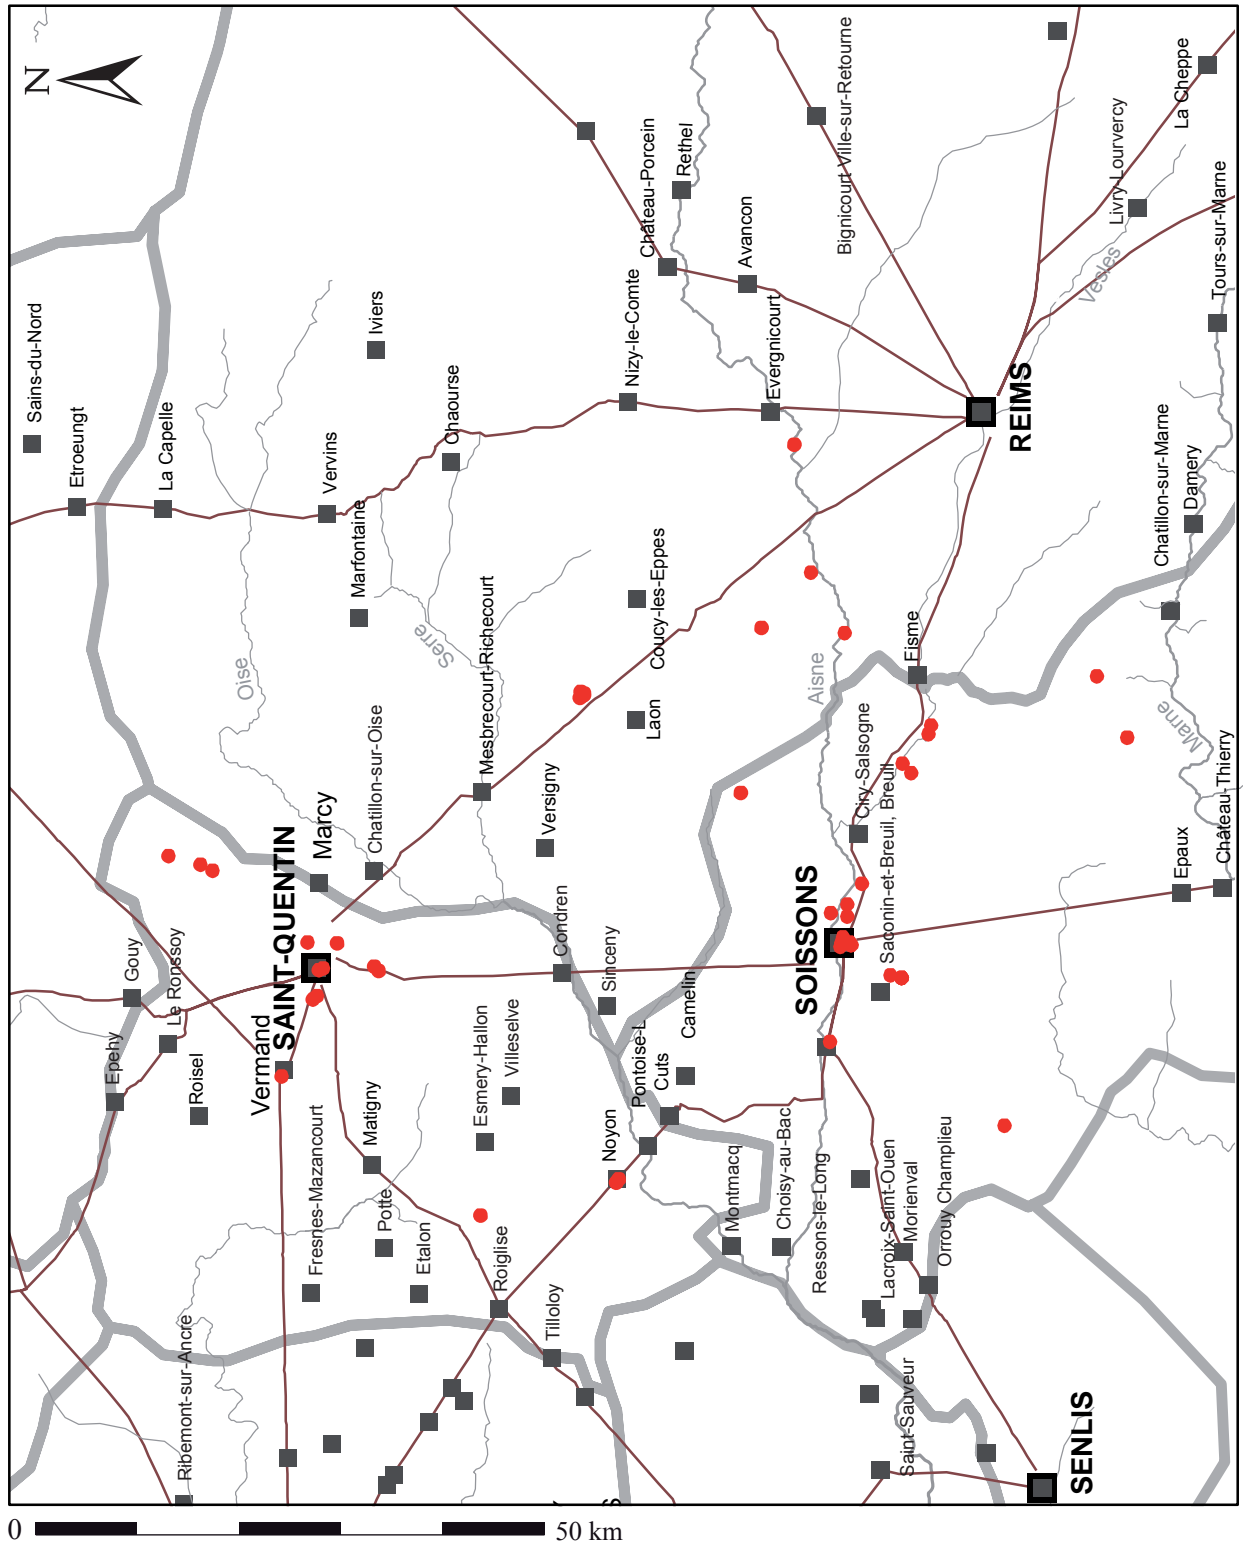 N
Sains-du-Nord
Etroeungt
La Capelle
Iviers
Vervins
Marfontaine
Chaourse
Nizy-le-Comte
Château-Porcein
Rethel
Avancon
Evergnicourt
Bignicourt Ville-sur-Retourne
La Cheppe
Livry-Lourvercy
Vesles
Tours-sur-Marne
REIMS
Chatillon-sur-Marne
Damery
Oise
Serre
Chatillon-sur-Oise
Mesbrecourt-Richecourt
Coucy-les-Eppes
Laon
Versigny
Aisne
Fisme
Marne
Ciry-Salsogne
Saconin-et-Breuil, Breuil
Château-Thierry
Epaux
SAINT-QUENTIN
Marcy
Gouy
Le Ronssoy
Epehy
Roisel
Vermand
Condren
Sinceny
SOISSONS
Camelin
Pontoise-L
Cuts
Esmery-Hallon
Villeselve
Matigny
Noyon
Fresnes-Mazancourt
Potte
Etalon
Roiglise
Tilloloy
Montmacq
Choisy-au-Bac
Ressons-le-Long
Lacroix-Saint-Ouen
Morienval
Orrouy Champlieu
Ribemont-sur-Ancre
Saint-Sauveur
SENLIS
0
50 km